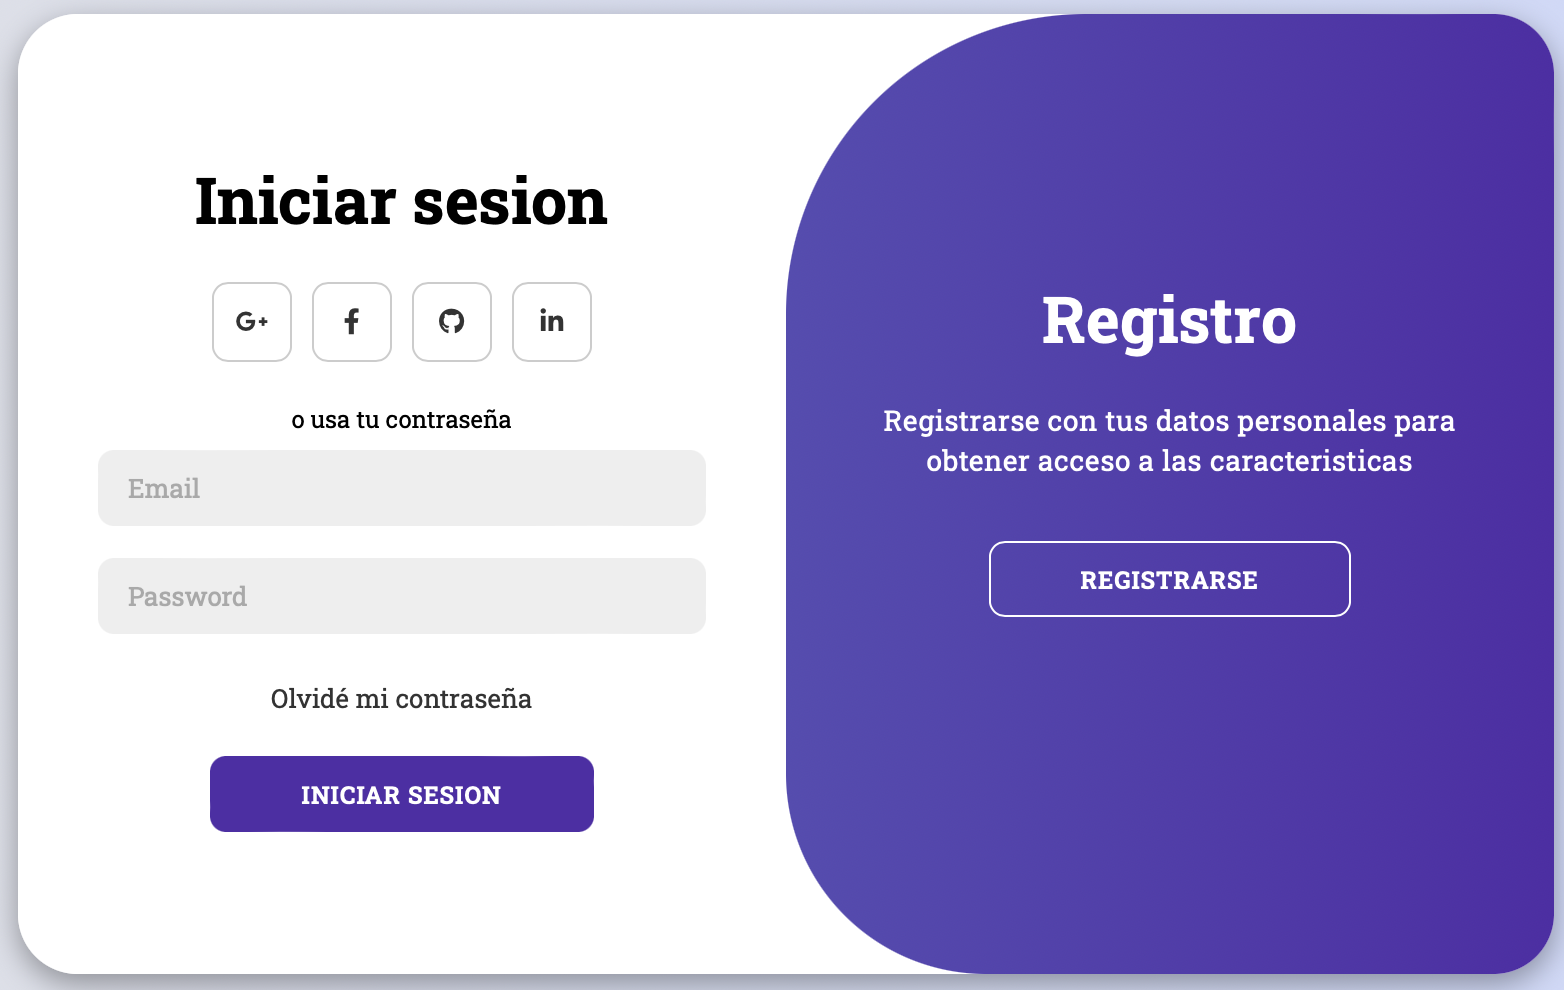 Iniciar sesion
G+
f
in
o usa tu contraseña
Email
Password
Olvidé mi contraseña
INICIAR SESION
Registro
Registrarse con tus datos personales para
obtener acceso a las caracteristicas
REGISTRARSE